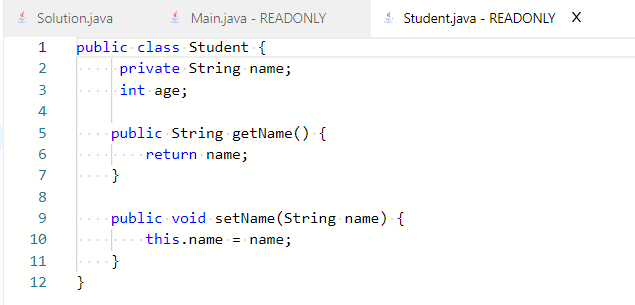 Solution.java Main.java - READONLY Student.java - READONLY X
1 public class Student {
2 private String name;
3 int age;
4
5 public String getName() {
6 return name;
7 }
8
9 public void setName(String name) {
10 this.name = name;
11 }
12 }